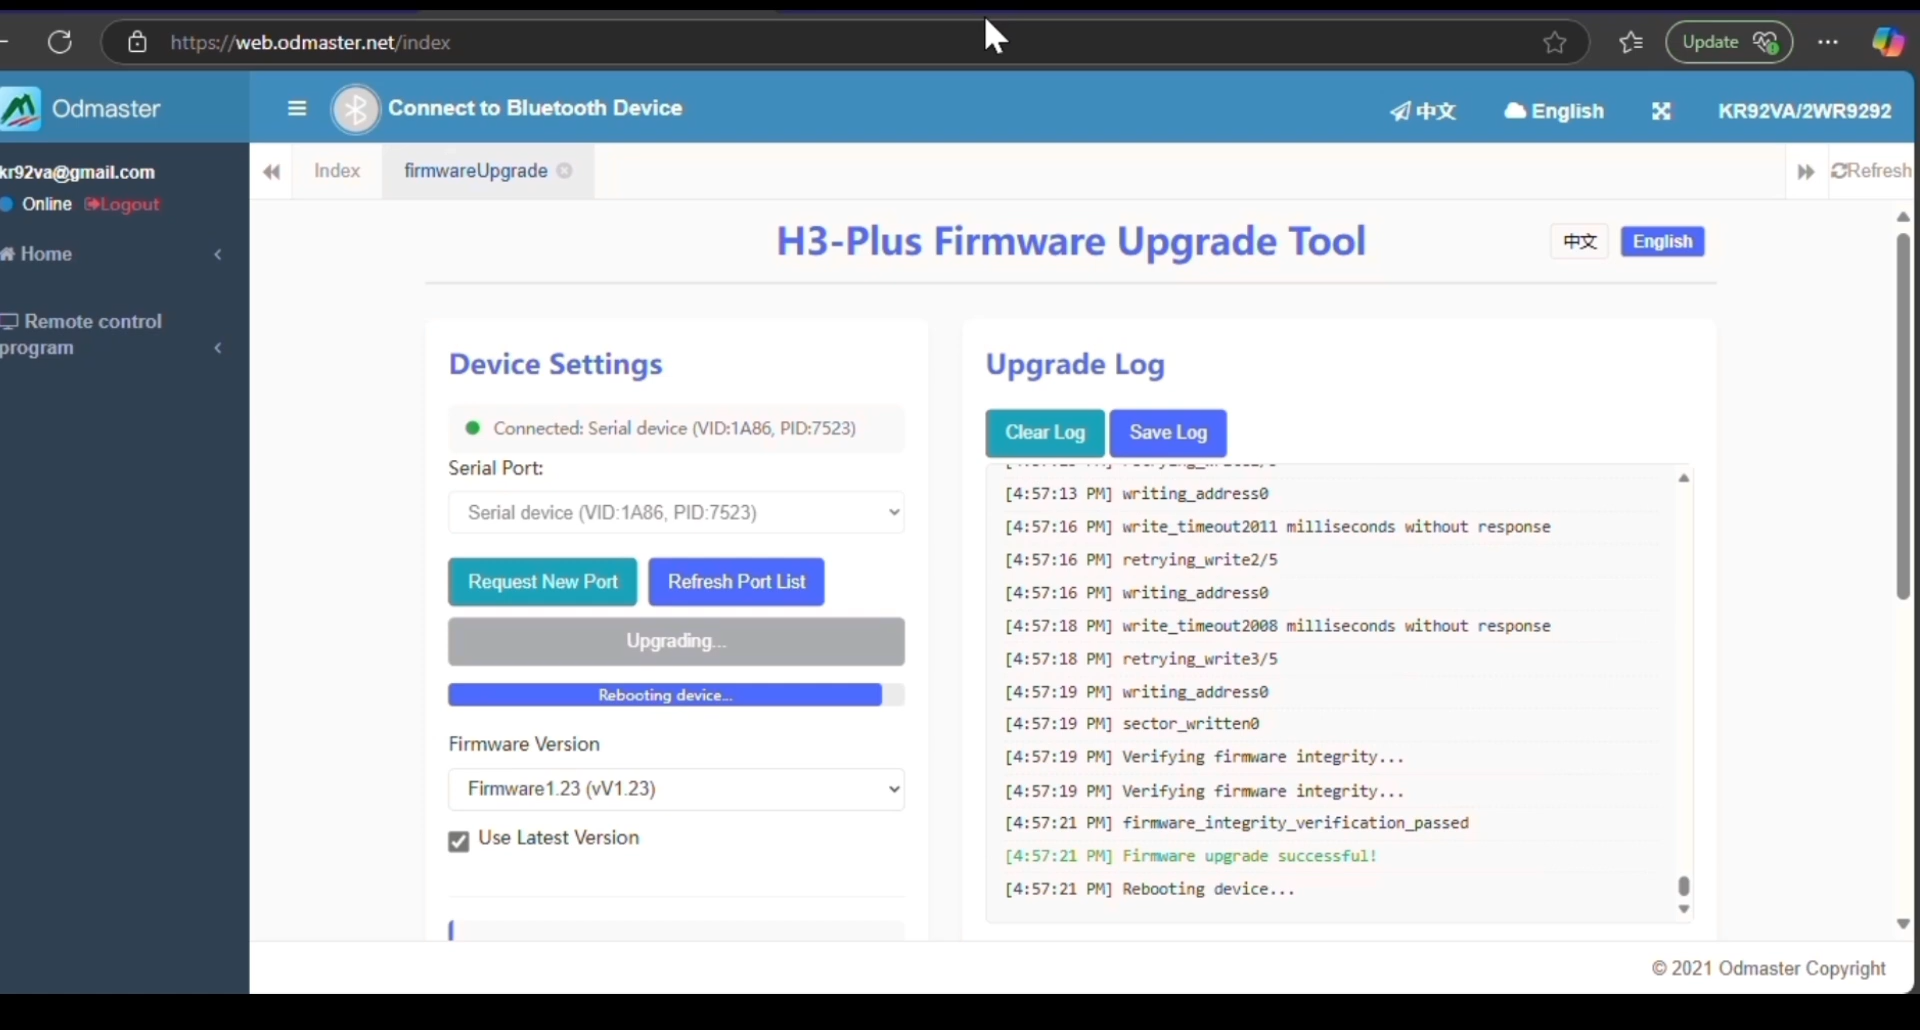 https://web.odmaster.net/index
Update
Odmaster
Connect to Bluetooth Device
中文
English
KR92VA/2WR9292
kr92va@gmail.com
Online
Logout
Home
Remote control program
Index
firmwareUpgrade
Refresh
H3-Plus Firmware Upgrade Tool
中文
English
Device Settings
Connected: Serial device (VID:1A86, PID:7523)
Serial Port:
Serial device (VID:1A86, PID:7523)
Request New Port
Refresh Port List
Upgrading...
Rebooting device...
Firmware Version
Firmware1.23 (vV1.23)
Use Latest Version
Upgrade Log
Clear Log
Save Log
[4:57:13 PM] writing_address0
[4:57:16 PM] write_timeout2011 milliseconds without response
[4:57:16 PM] retrying_write2/5
[4:57:16 PM] writing_address0
[4:57:18 PM] write_timeout2008 milliseconds without response
[4:57:18 PM] retrying_write3/5
[4:57:19 PM] writing_address0
[4:57:19 PM] sector_written0
[4:57:19 PM] Verifying firmware integrity...
[4:57:19 PM] Verifying firmware integrity...
[4:57:21 PM] firmware_integrity_verification_passed
[4:57:21 PM] Firmware upgrade successful!
[4:57:21 PM] Rebooting device...
© 2021 Odmaster Copyright